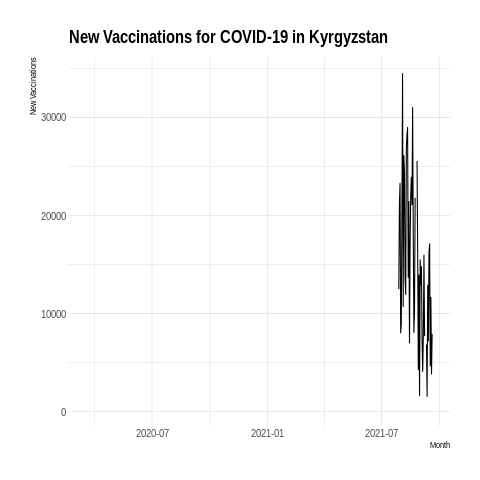 New Vaccinations for COVID-19 in Kyrgyzstan
New Vaccinations
30000
20000
10000
0
2020-07 2021-01 2021-07
Month